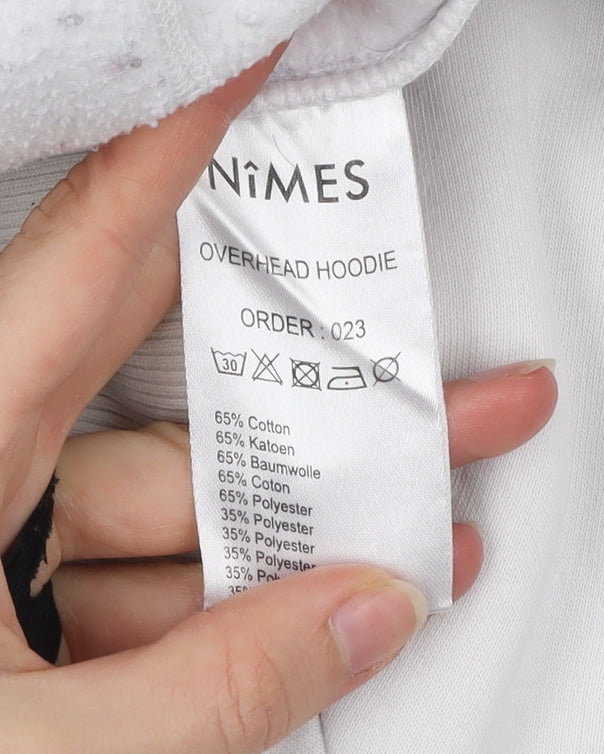 NîMES
OVERHEAD HOODIE
ORDER : 023
30
65% Cotton
65% Katoen
65% Baumwolle
65% Coton
65% Polyester
35% Polyester
35% Polyester
35% Polyester
35%